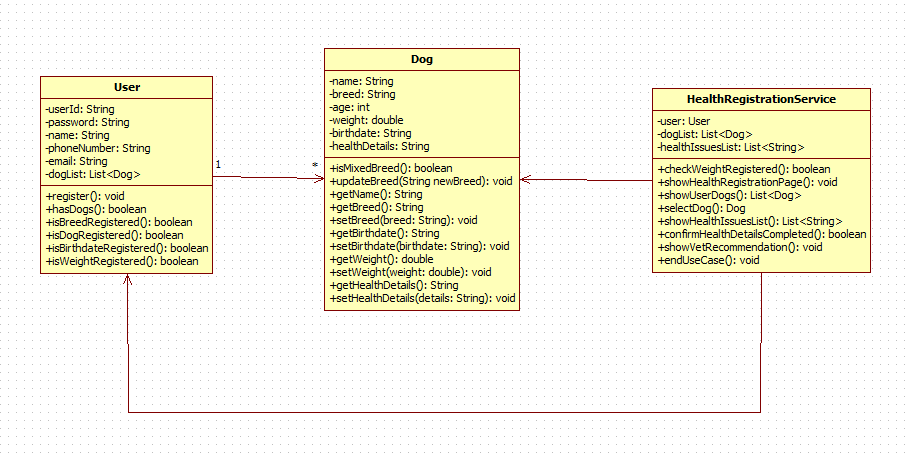 User
-userId: String
-password: String
-name: String
-phoneNumber: String
-email: String
-dogList: List<Dog>
+register(): void
+hasDogs(): boolean
+isBreedRegistered(): boolean
+isDogRegistered(): boolean
+isBirthdateRegistered(): boolean
+isWeightRegistered(): boolean
1
*
Dog
-name: String
-breed: String
-age: int
-weight: double
-birthdate: String
-healthDetails: String
+isMixedBreed(): boolean
+updateBreed(String newBreed): void
+getName(): String
+getBreed(): String
+setBreed(breed: String): void
+getBirthdate(): String
+setBirthdate(birthdate: String): void
+getWeight(): double
+setWeight(weight: double): void
+getHealthDetails(): String
+setHealthDetails(details: String): void
HealthRegistrationService
-user: User
-dogList: List<Dog>
-healthIssuesList: List<String>
+checkWeightRegistered(): boolean
+showHealthRegistrationPage(): void
+showUserDogs(): List<Dog>
+selectDog(): Dog
+showHealthIssuesList(): List<String>
+confirmHealthDetailsCompleted(): boolean
+showVetRecommendation(): void
+endUseCase(): void